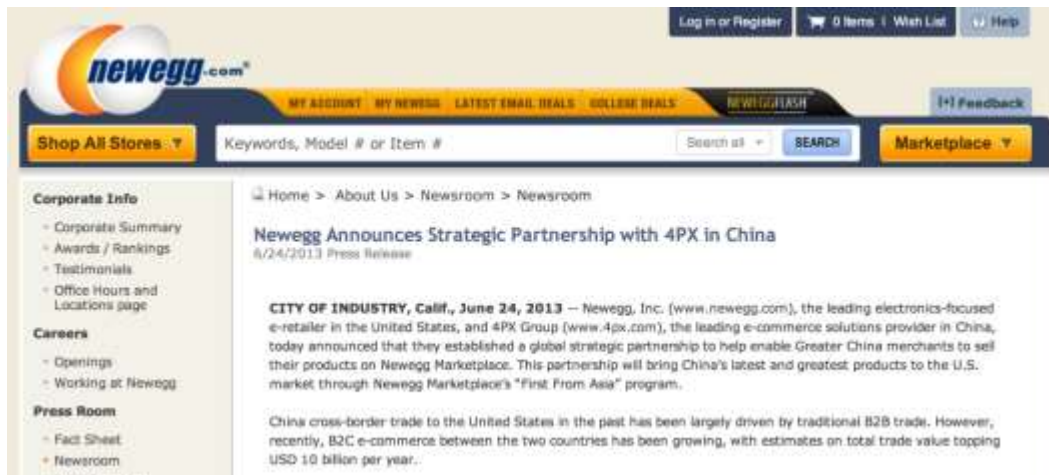 Log in or Register
0 Items | Wish List
Help
newegg.com
MY ACCOUNT MY NEWEGG LATEST EMAIL DEALS COLLEGE DEALS NEWEGGFLASH
[+] Feedback
Shop All Stores
Keywords, Model # or Item #
Search all
SEARCH
Marketplace
Home > About Us > Newsroom > Newsroom
Corporate Info
Corporate Summary
Awards / Rankings
Testimonials
Office Hours and
Locations page
Careers
Openings
Working at Newegg
Press Room
Fact Sheet
Newsroom
Newegg Announces Strategic Partnership with 4PX in China
6/24/2013 Press Release
CITY OF INDUSTRY, Calif., June 24, 2013 -- Newegg, Inc. (www.newegg.com), the leading electronics-focused
e-retailer in the United States, and 4PX Group (www.4px.com), the leading e-commerce solutions provider in China,
today announced that they established a global strategic partnership to help enable Greater China merchants to sell
their products on Newegg Marketplace. This partnership will bring China's latest and greatest products to the U.S.
market through Newegg Marketplace's "First From Asia" program.
China cross-border trade to the United States in the past has been largely driven by traditional B2B trade. However,
recently, B2C e-commerce between the two countries has been growing, with estimates on total trade value topping
USD 10 billion per year.